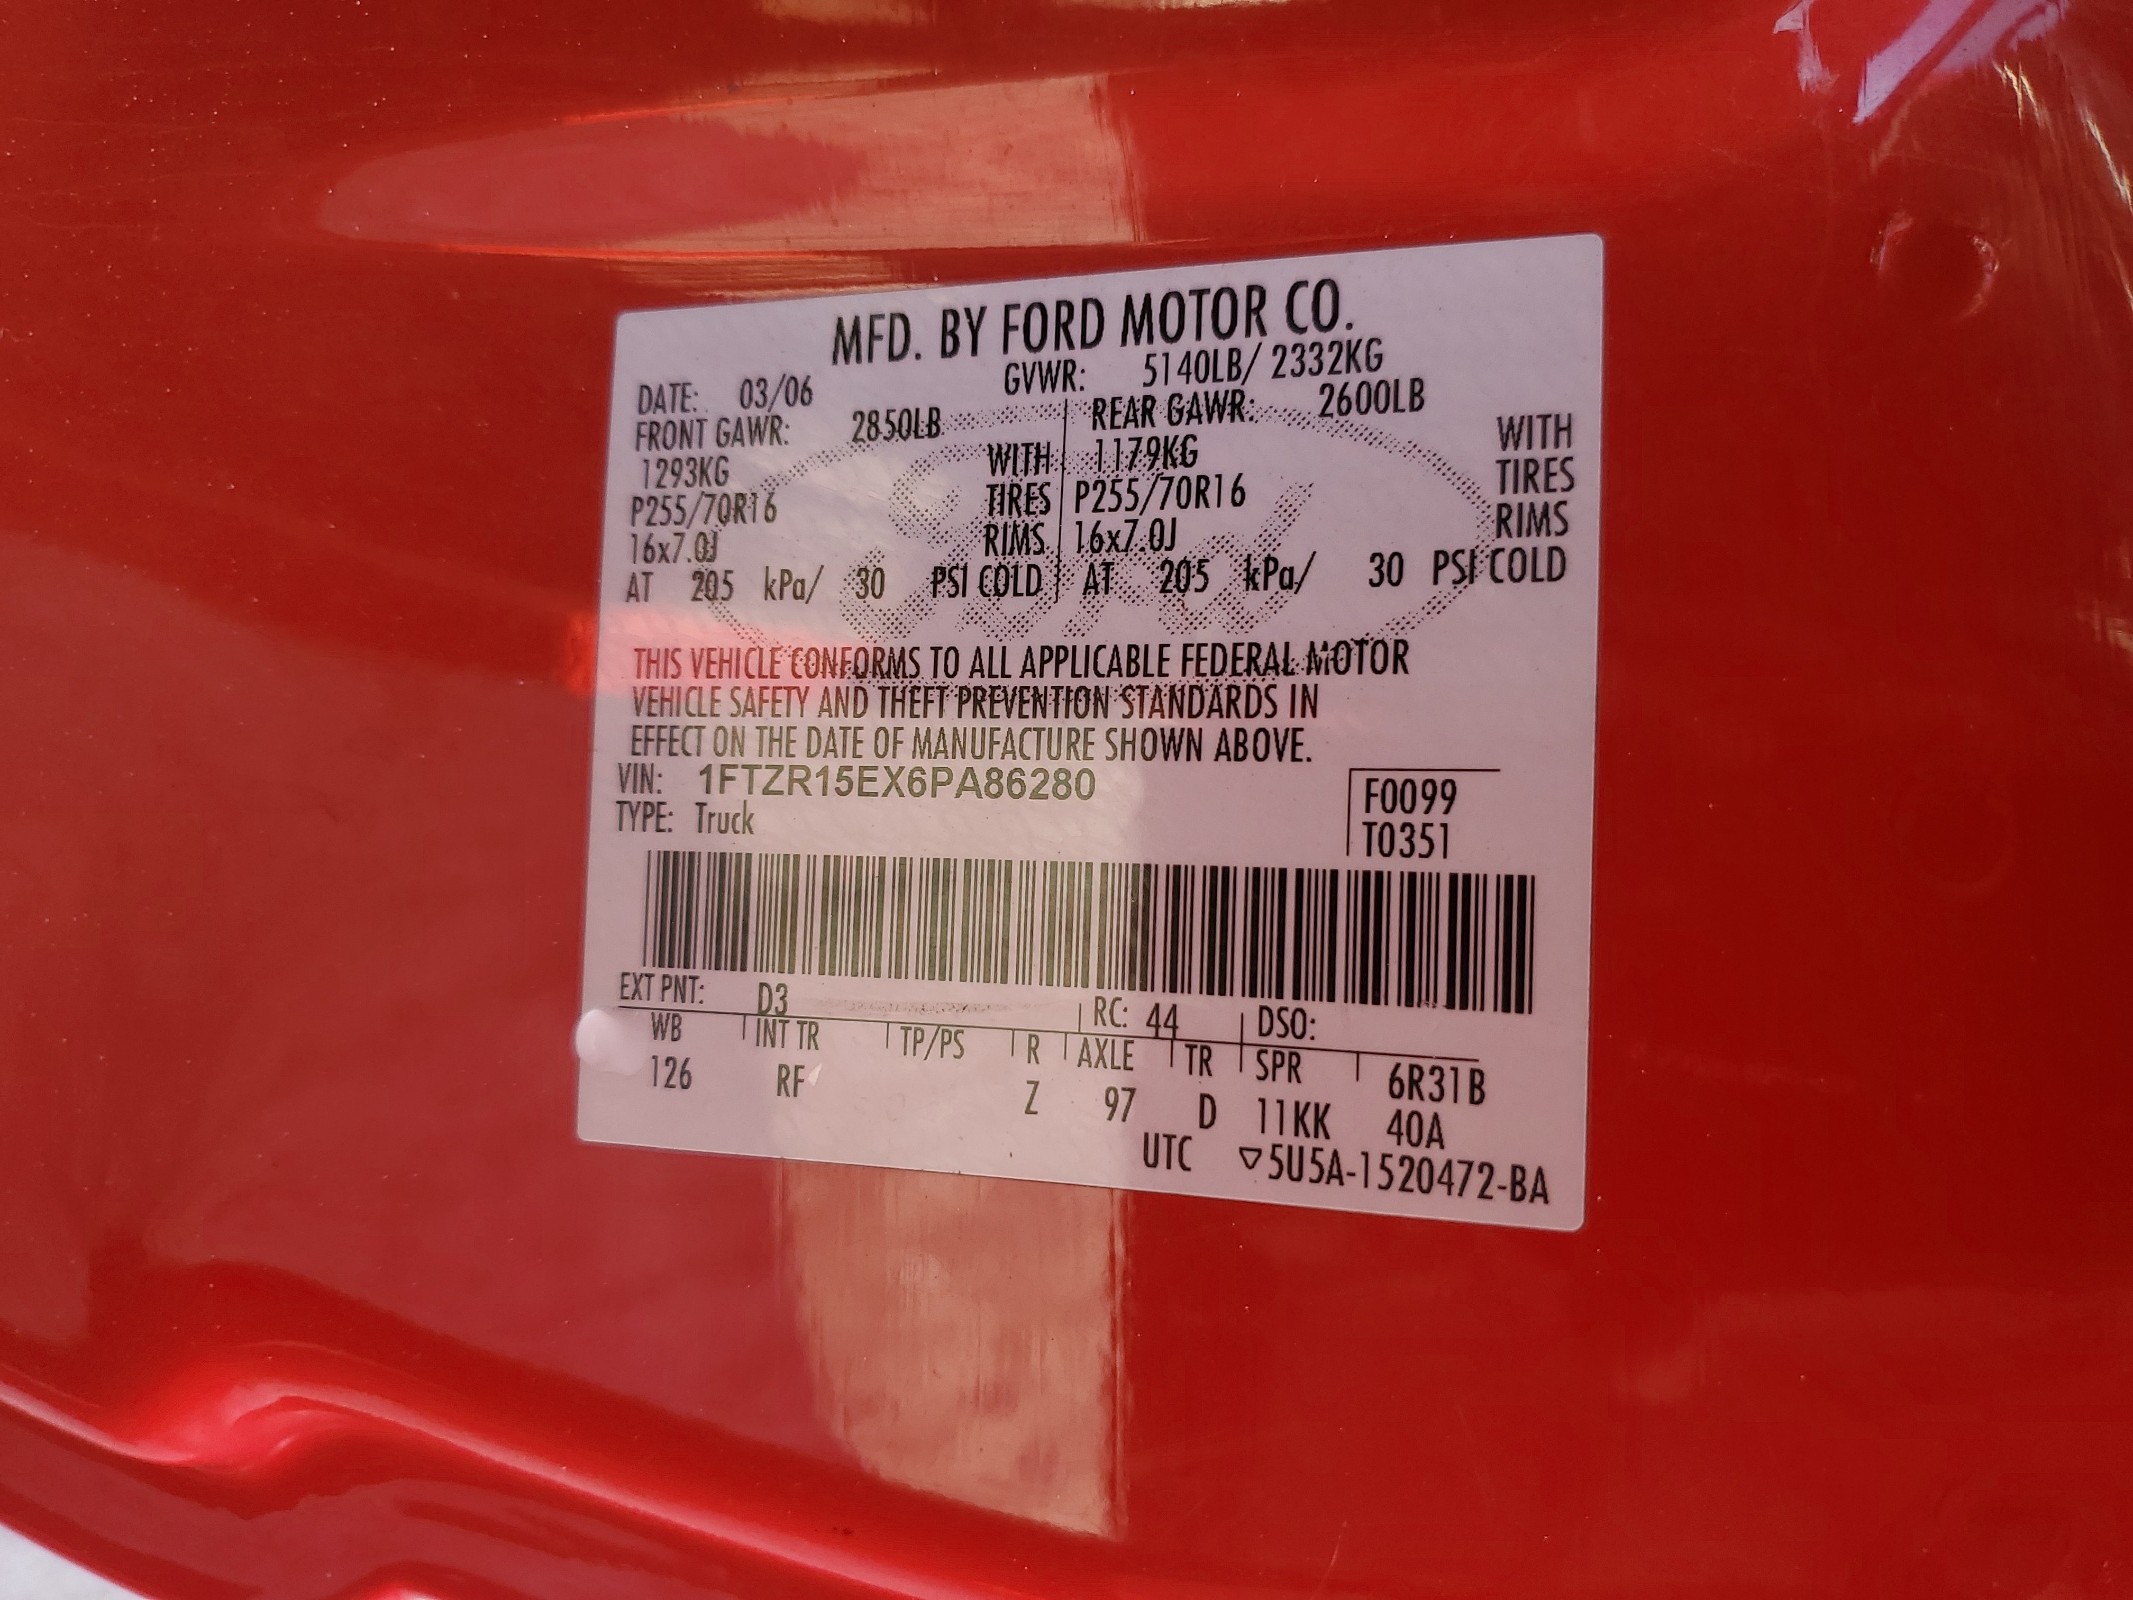 MFD. BY FORD MOTOR CO.
DATE: 03/06 GVWR: 5140LB/ 2332KG
FRONT GAWR: 2850LB REAR GAWR: 2600LB
1293KG WITH 1179KG WITH
P255/70R16 TIRES P255/70R16 TIRES
16x7.0J RIMS 16x7.0J RIMS
AT 205 kPa/ 30 PSI COLD AT 205 kPa/ 30 PSI COLD
Ford
THIS VEHICLE CONFORMS TO ALL APPLICABLE FEDERAL MOTOR
VEHICLE SAFETY AND THEFT PREVENTION STANDARDS IN
EFFECT ON THE DATE OF MANUFACTURE SHOWN ABOVE.
VIN: 1FTZR15EX6PA86280 F0099
TYPE: Truck T0351
EXT PNT: D3 RC: 44 DSO:
WB INT TR TP/PS R AXLE TR SPR 6R31B
126 RF Z 97 D 11KK 40A
UTC ▽5U5A-1520472-BA